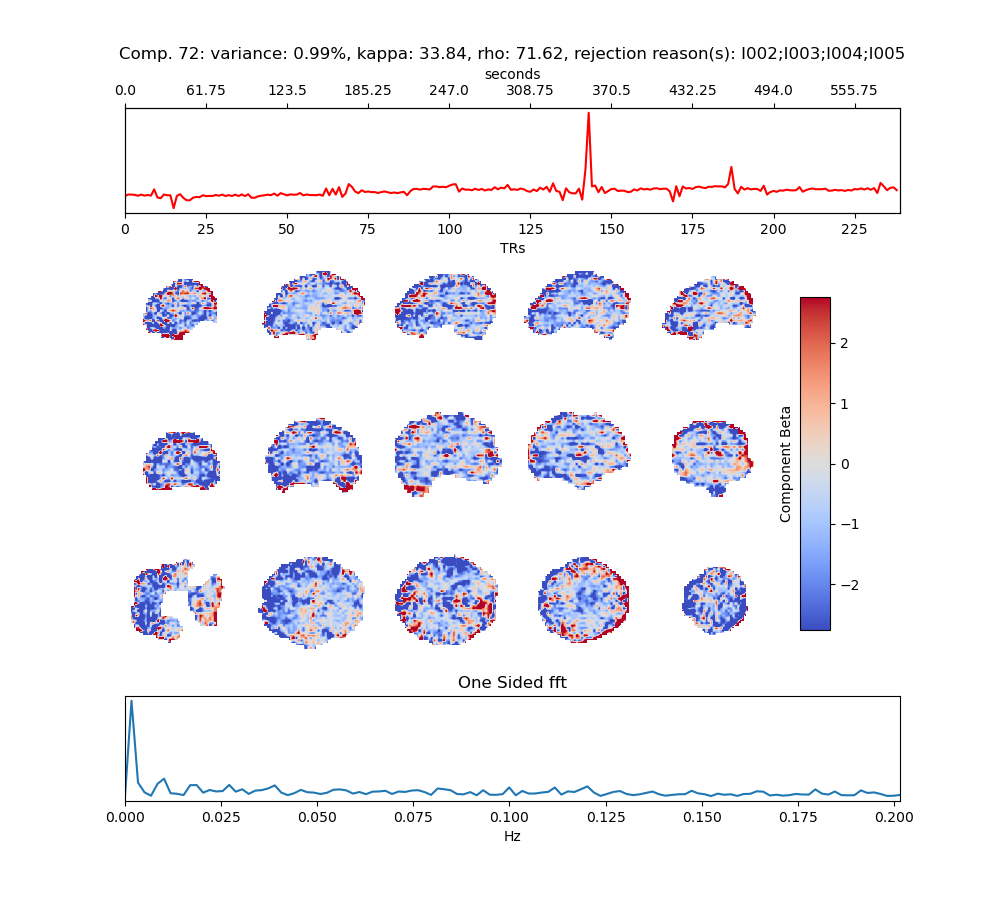 Comp. 72: variance: 0.99%, kappa: 33.84, rho: 71.62, rejection reason(s): I002;I003;I004;I005
seconds
0.0 61.75 123.5 185.25 247.0 308.75 370.5 432.25 494.0 555.75
0 25 50 75 100 125 150 175 200 225
TRs
2
1
0
−1
−2
Component Beta
One Sided fft
0.000 0.025 0.050 0.075 0.100 0.125 0.150 0.175 0.200
Hz